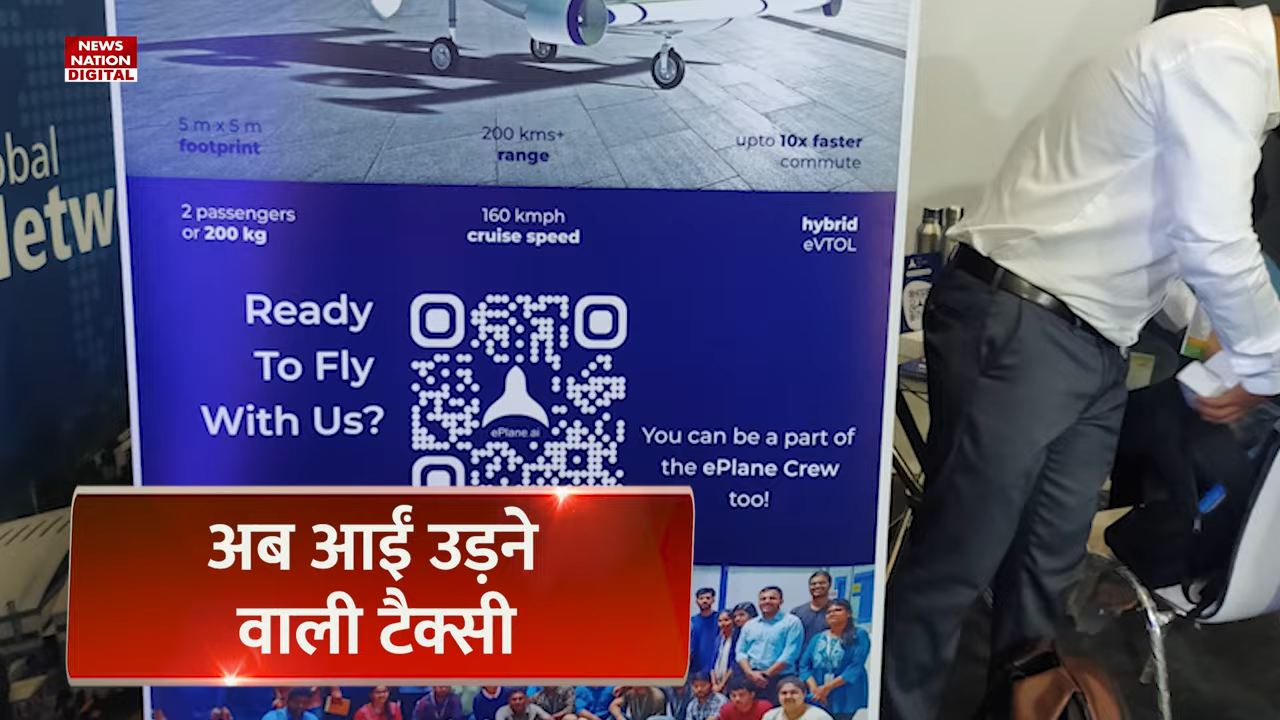 NEWS
NATION
DIGITAL
obal
Netw
5 m x 5 m
footprint
200 kms+
range
upto 10x faster
commute
2 passengers
or 200 kg
160 kmph
cruise speed
hybrid
eVTOL
Ready
To Fly
With Us?
ePlane.ai
You can be a part of
the ePlane Crew
too!
अब आईं उड़ने
वाली टैक्सी